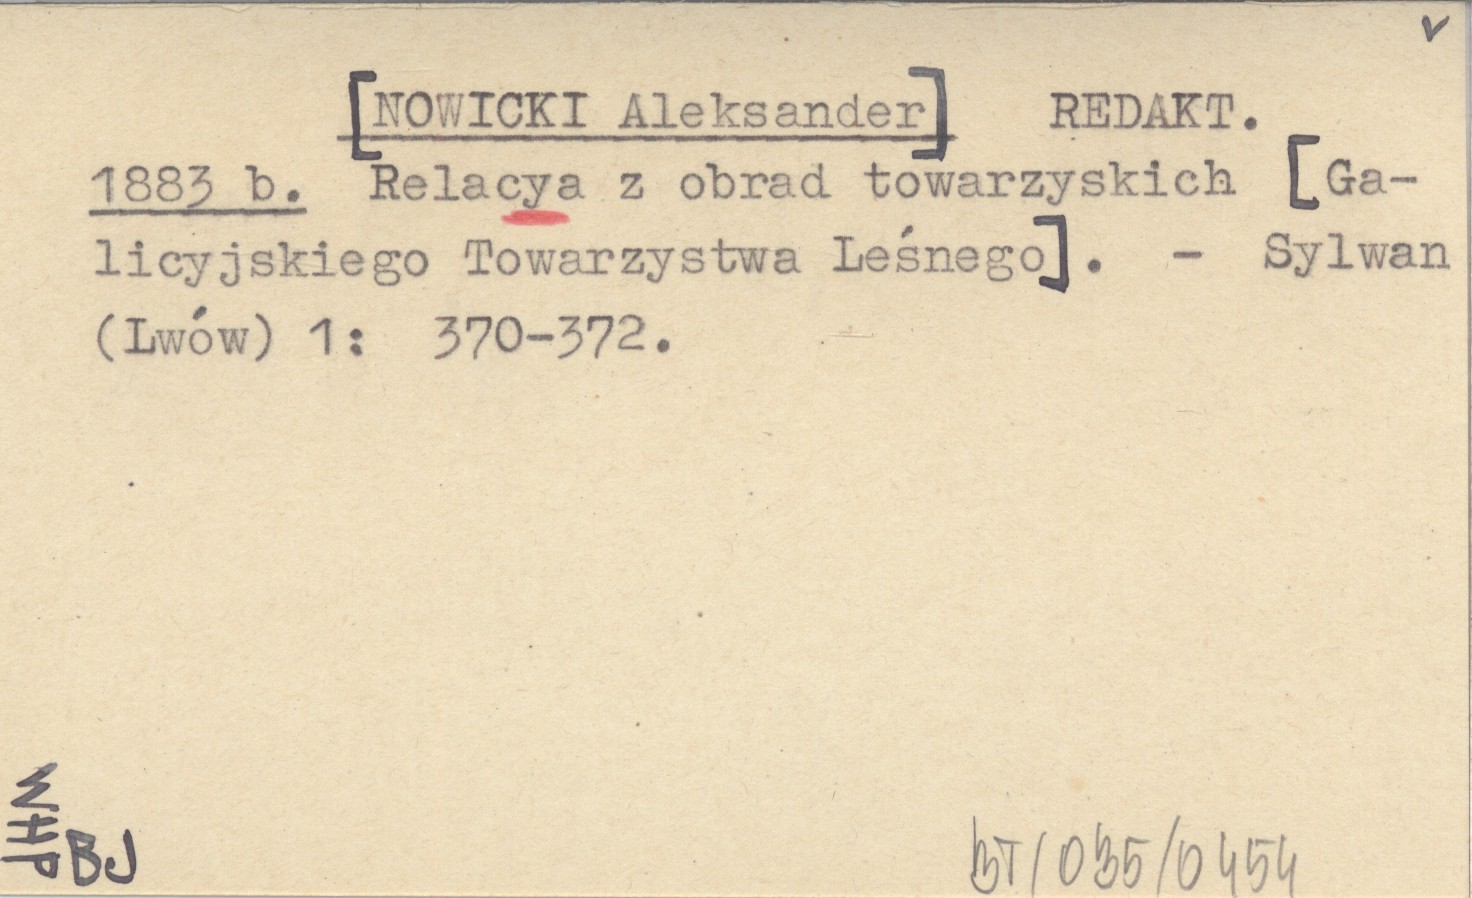 v
[NOWICKI Aleksander] REDAKT.
1883 b. Relacya z obrad towarzyskich [Ga-
licyjskiego Towarzystwa Leśnego]. - Sylwan
(Lwów) 1: 370-372.
BJ
BT/035/0454